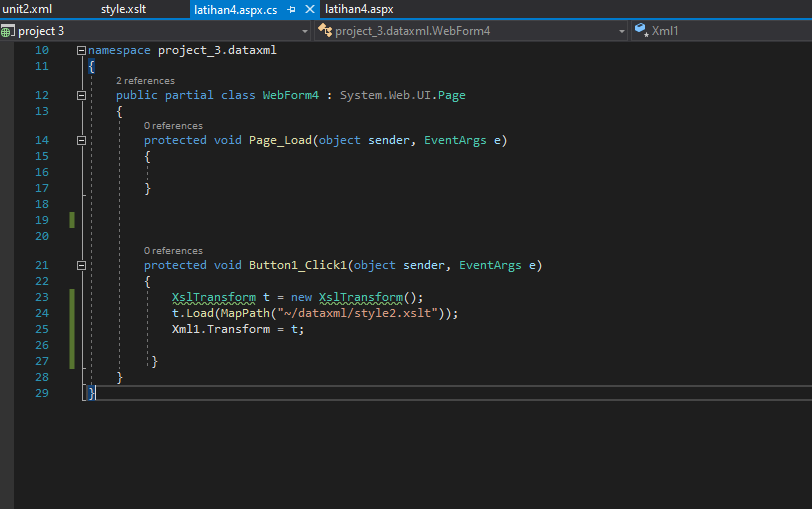 unit2.xml style.xslt latihan4.aspx.cs latihan4.aspx
project 3 project_3.dataxml.WebForm4 Xml1
10 namespace project_3.dataxml
11 {
2 references
12 public partial class WebForm4 : System.Web.UI.Page
13 {
0 references
14 protected void Page_Load(object sender, EventArgs e)
15 {
16
17 }
18
19
20
0 references
21 protected void Button1_Click1(object sender, EventArgs e)
22 {
23 XslTransform t = new XslTransform();
24 t.Load(MapPath("~/dataxml/style2.xslt"));
25 Xml1.Transform = t;
26
27 }
28 }
29 }